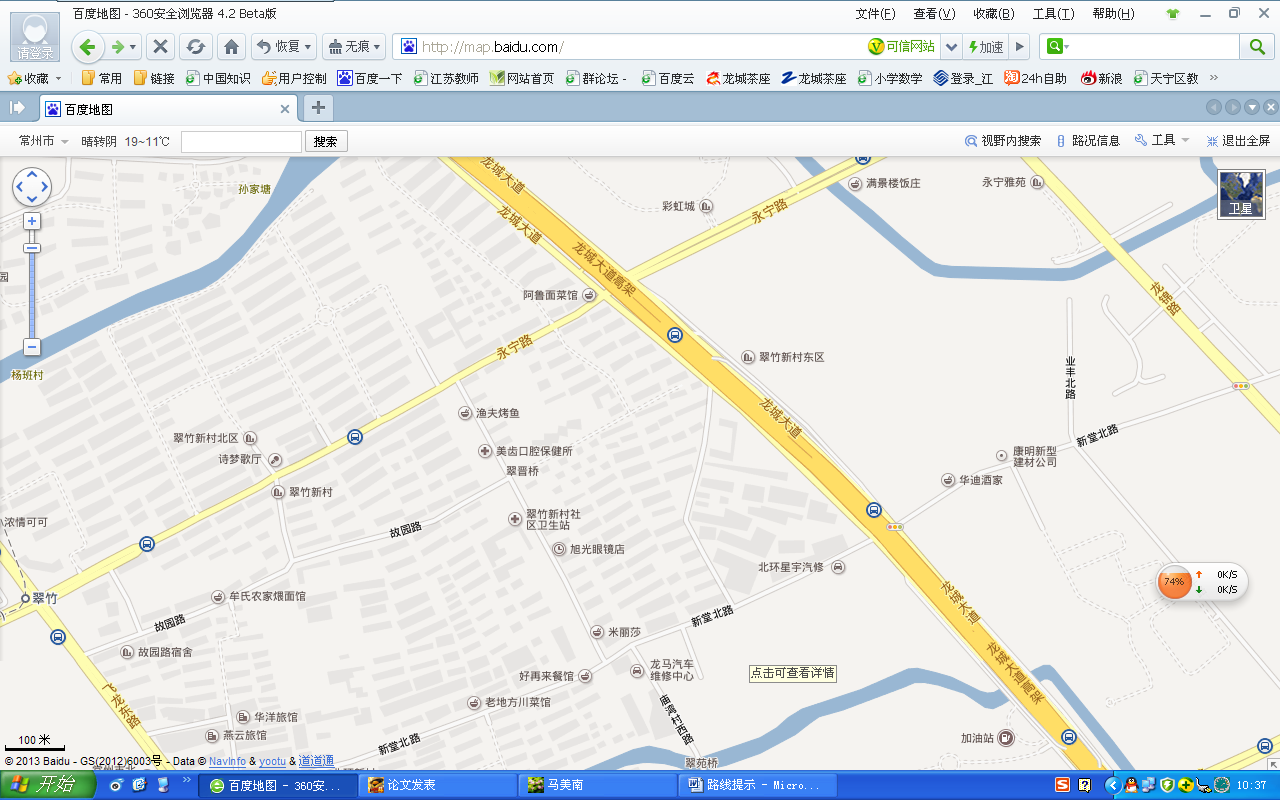 百度地图 - 360安全浏览器 4.2 Beta版
文件(F) 查看(V) 收藏(B) 工具(T) 帮助(H)
请登录
恢复 无痕 http://map.baidu.com/ 可信网站 加速
收藏 常用 链接 中国知识 用户控制 百度一下 江苏教师 网站首页 群论坛 - 百度云 龙城茶座 龙城茶座 小学数学 登录_江 24h自助 新浪 天宁区教 »
百度地图
常州市 晴转阴 19~11℃ 搜索 视野内搜索 路况信息 工具 退出全屏
龙城大道
满景楼饭庄
永宁雅苑
孙家塘
彩虹城
永宁路
卫星
龙城大道
龙城大道高架
园
阿鲁面菜馆
龙锦路
永宁路
翠竹新村东区
业丰北路
杨班村
渔夫烤鱼
龙城大道
翠竹新村北区
新堂北路
诗梦歌厅
美齿口腔保健所
康明新型
建材公司
翠晋桥
华迪酒家
翠竹新村
翠竹新村社
区卫生站
浓情可可
故园路
旭光眼镜店
北环星宇汽修
74%
0K/S
0K/S
翠竹
牟氏农家煨面馆
龙城大道
故园路
新堂北路
米丽莎
故园路宿舍
龙城大道高架
好再来餐馆
龙马汽车
维修中心
点击可查看详情
飞龙东路
老地方川菜馆
庙湾村西路
华洋旅馆
燕云旅馆
新堂北路
加油站
100 米
翠苑桥
© 2013 Baidu - GS(2012)6003号 - Data © NavInfo & yootu & 道道通
开始 » 百度地图 - 360安... 论文发表 马美南 路线提示 - Micro... 10:37